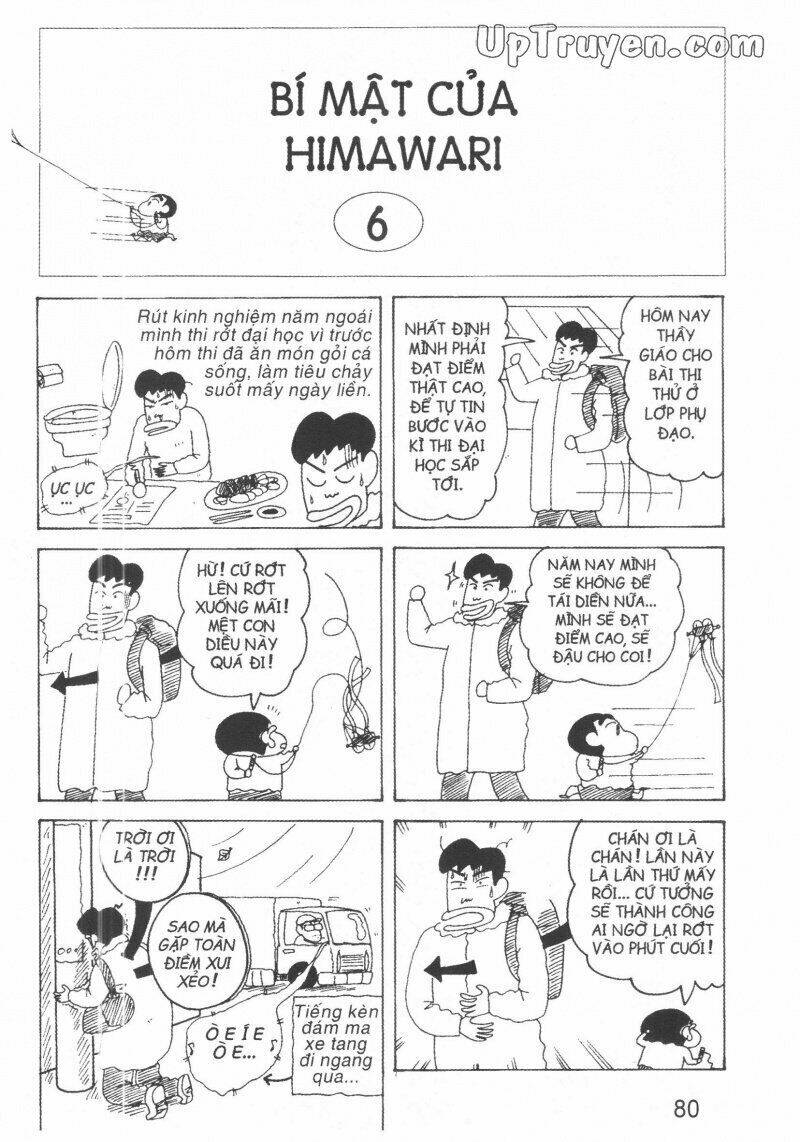 UpTruyen.com
BÍ MẬT CỦA
HIMAWARI
6
HÔM NAY
THẦY
GIÁO CHO
BÀI THI
THỬ Ở
LỚP PHỤ
ĐẠO.
NHẤT ĐỊNH
MÌNH PHẢI
ĐẠT ĐIỂM
THẬT CAO,
ĐỂ TỰ TIN
BƯỚC VÀO
KÌ THI ĐẠI
HỌC SẮP
TỚI.
Rút kinh nghiệm năm ngoái
mình thi rớt đại học vì trước
hôm thi đã ăn món gỏi cá
sống, làm tiêu chảy
suốt mấy ngày liền.
ỤC ỤC
...
NĂM NAY MÌNH
SẼ KHÔNG ĐỂ
TÁI DIỄN NỮA...
MÌNH SẼ ĐẠT
ĐIỂM CAO, SẼ
ĐẬU CHO COI!
HỪ! CỨ RỚT
LÊN RỚT
XUỐNG MÃI!
MỆT CON
DIỀU NÀY
QUÁ ĐI!
CHÁN ƠI LÀ
CHÁN! LẦN NÀY
LÀ LẦN THỨ MẤY
RỒI... CỨ TƯỞNG
SẼ THÀNH CÔNG
AI NGỜ LẠI RỚT
VÀO PHÚT CUỐI!
TRỜI ƠI
LÀ TRỜI
!!!
SAO MÀ
GẶP TOÀN
ĐIỀM XUI
XẺO!
Ò E Í E
Ò E...
Tiếng kèn
đám ma
xe tang
đi ngang
qua...
80